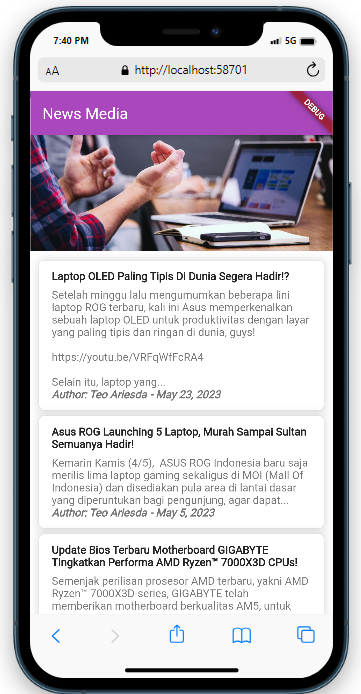 7:40 PM
5G
AA
http://localhost:58701
News Media
DEBUG
Laptop OLED Paling Tipis Di Dunia Segera Hadir!?
Setelah minggu lalu mengumumkan beberapa lini
laptop ROG terbaru, kali ini Asus memperkenalkan
sebuah laptop OLED untuk produktivitas dengan layar
yang paling tipis dan ringan di dunia, guys!
https://youtu.be/VRFqWfFcRA4
Selain itu, laptop yang...
Author: Teo Ariesda - May 23, 2023
Asus ROG Launching 5 Laptop, Murah Sampai Sultan
Semuanya Hadir!
Kemarin Kamis (4/5),  ASUS ROG Indonesia baru saja
merilis lima laptop gaming sekaligus di MOI (Mall Of
Indonesia) dan disediakan pula area di lantai dasar
yang diperuntukan bagi pengunjung, agar dapat...
Author: Teo Ariesda - May 5, 2023
Update Bios Terbaru Motherboard GIGABYTE
Tingkatkan Performa AMD Ryzen™ 7000X3D CPUs!
Semenjak perilisan prosesor AMD terbaru, yakni AMD
Ryzen™ 7000X3D series, GIGABYTE telah
memberikan motherboard berkualitas AM5, untuk